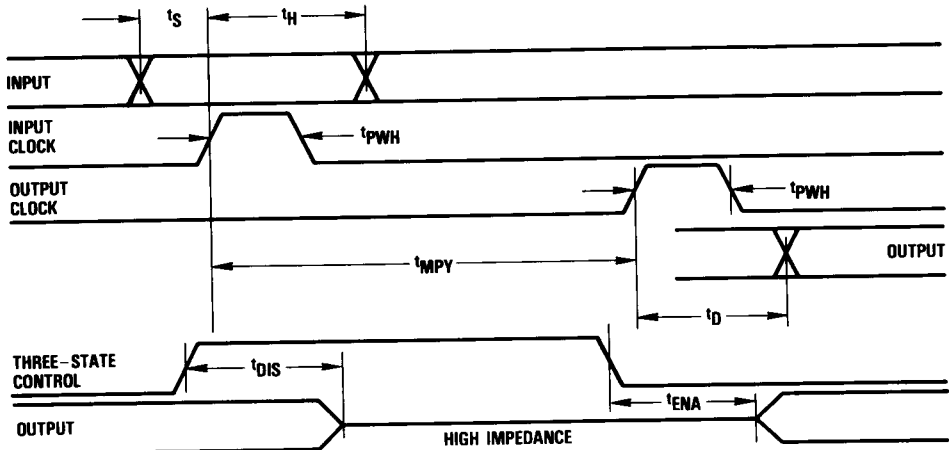 tS
tH
INPUT
INPUT
CLOCK
tPWH
OUTPUT
CLOCK
tPWH
OUTPUT
tMPY
tD
THREE-STATE
CONTROL
tDIS
tENA
OUTPUT
HIGH IMPEDANCE